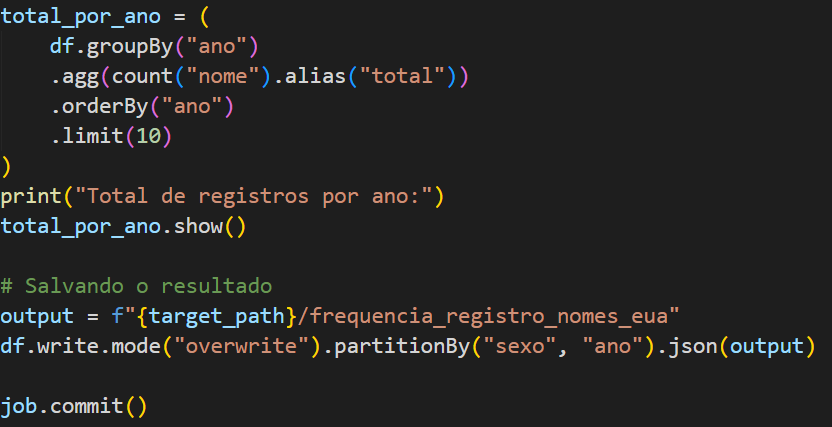 total_por_ano = (
    df.groupBy("ano")
    .agg(count("nome").alias("total"))
    .orderBy("ano")
    .limit(10)
)
print("Total de registros por ano:")
total_por_ano.show()

# Salvando o resultado
output = f"{target_path}/frequencia_registro_nomes_eua"
df.write.mode("overwrite").partitionBy("sexo", "ano").json(output)

job.commit()